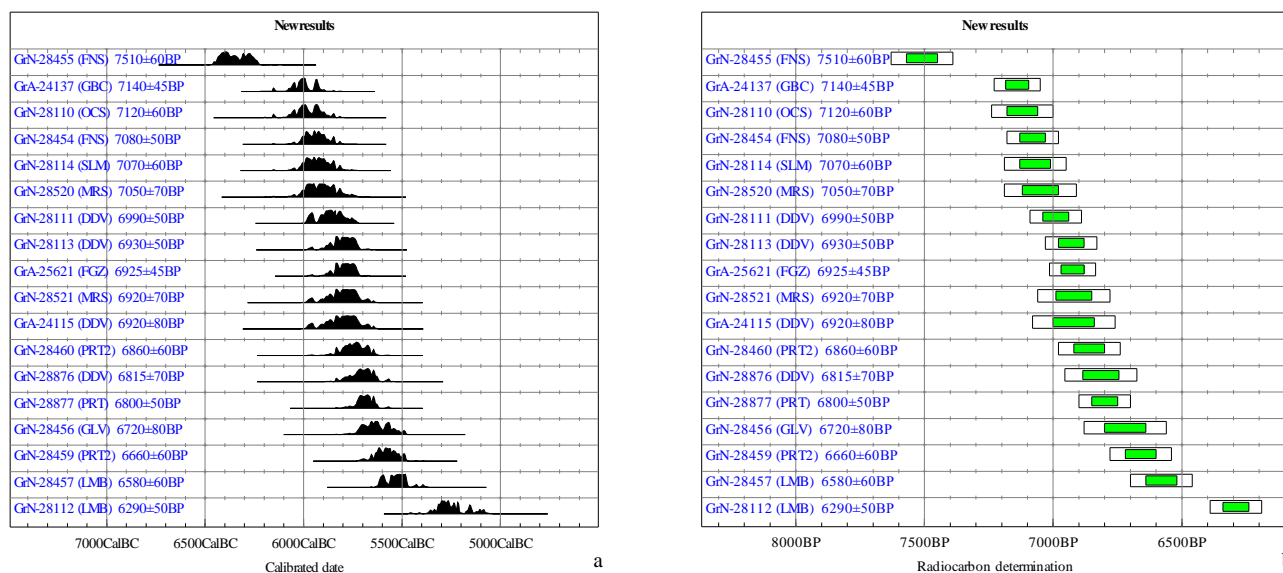 New results
GrN-28455 (FNS) 7510±60BP
GrA-24137 (GBC) 7140±45BP
GrN-28110 (OCS) 7120±60BP
GrN-28454 (FNS) 7080±50BP
GrN-28114 (SLM) 7070±60BP
GrN-28520 (MRS) 7050±70BP
GrN-28111 (DDV) 6990±50BP
GrN-28113 (DDV) 6930±50BP
GrA-25621 (FGZ) 6925±45BP
GrN-28521 (MRS) 6920±70BP
GrA-24115 (DDV) 6920±80BP
GrN-28460 (PRT2) 6860±60BP
GrN-28876 (DDV) 6815±70BP
GrN-28877 (PRT) 6800±50BP
GrN-28456 (GLV) 6720±80BP
GrN-28459 (PRT2) 6660±60BP
GrN-28457 (LMB) 6580±60BP
GrN-28112 (LMB) 6290±50BP
7000CalBC 6500CalBC 6000CalBC 5500CalBC 5000CalBC
Calibrated date
a
New results
GrN-28455 (FNS) 7510±60BP
GrA-24137 (GBC) 7140±45BP
GrN-28110 (OCS) 7120±60BP
GrN-28454 (FNS) 7080±50BP
GrN-28114 (SLM) 7070±60BP
GrN-28520 (MRS) 7050±70BP
GrN-28111 (DDV) 6990±50BP
GrN-28113 (DDV) 6930±50BP
GrA-25621 (FGZ) 6925±45BP
GrN-28521 (MRS) 6920±70BP
GrA-24115 (DDV) 6920±80BP
GrN-28460 (PRT2) 6860±60BP
GrN-28876 (DDV) 6815±70BP
GrN-28877 (PRT) 6800±50BP
GrN-28456 (GLV) 6720±80BP
GrN-28459 (PRT2) 6660±60BP
GrN-28457 (LMB) 6580±60BP
GrN-28112 (LMB) 6290±50BP
8000BP 7500BP 7000BP 6500BP
Radiocarbon determination